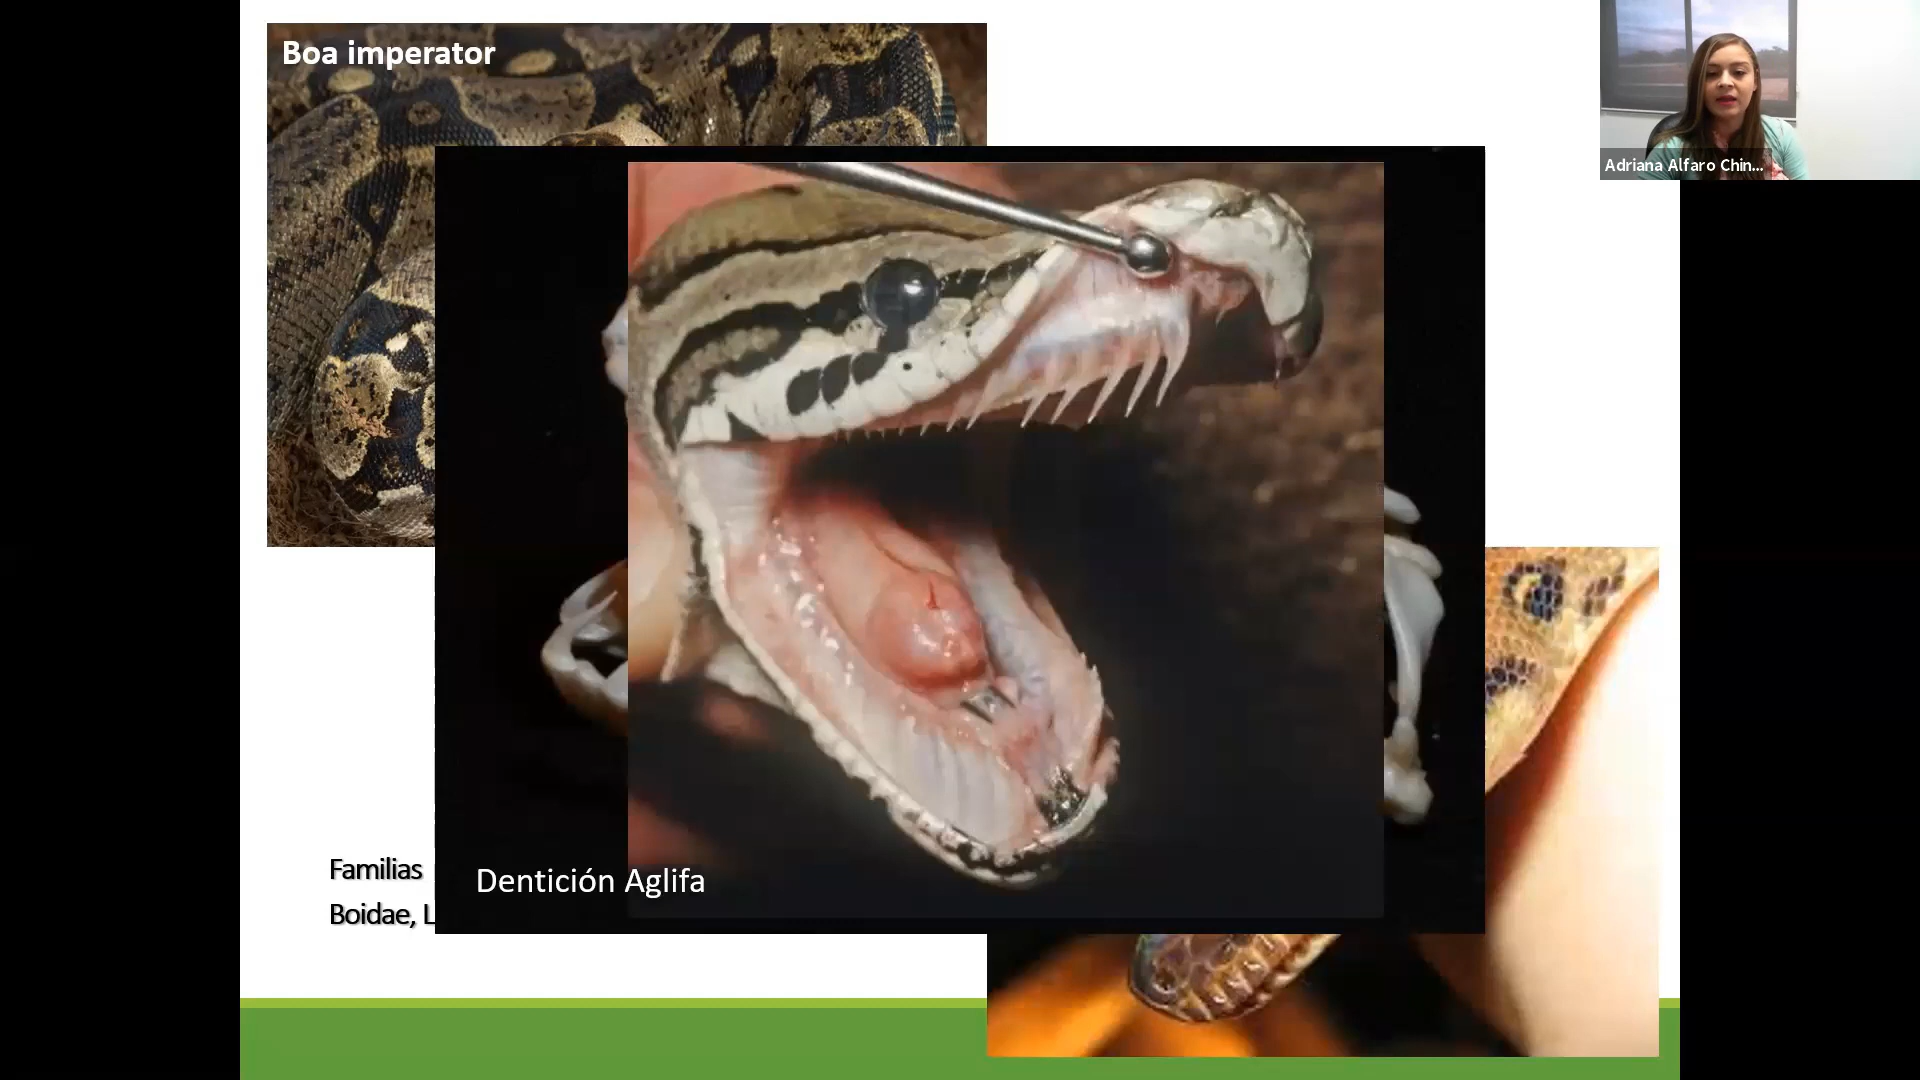 Boa imperator
Adriana Alfaro Chin...
Familias
Boidae, L
Dentición Aglifa